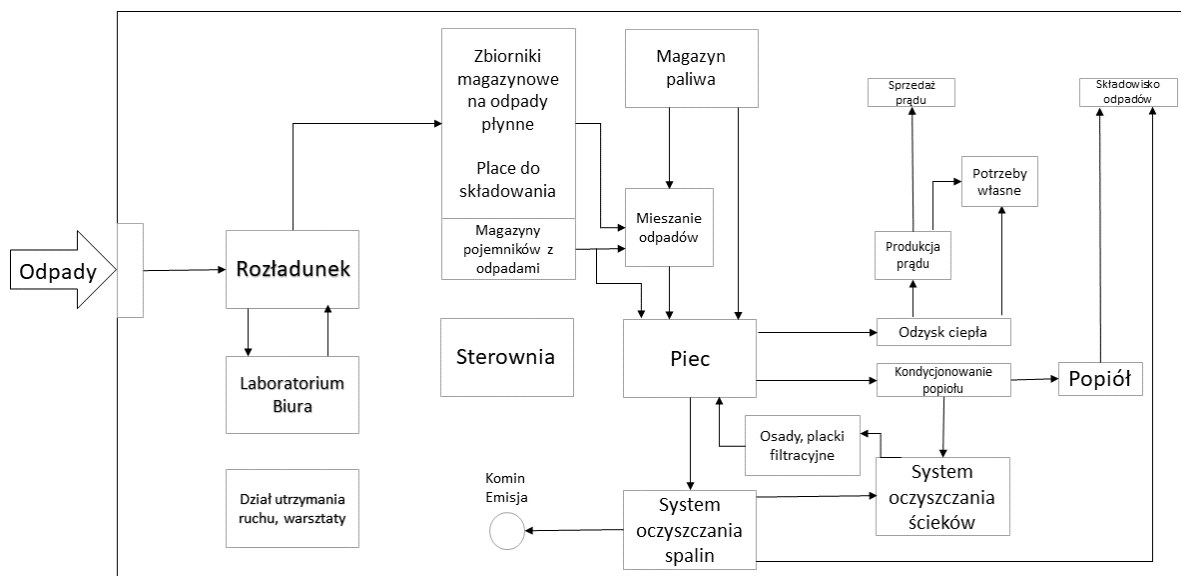 Odpady
Rozładunek
Laboratorium
Biura
Dział utrzymania
ruchu, warsztaty
Zbiorniki
magazynowe
na odpady
płynne
Place do
składowania
Magazyny
pojemników z
odpadami
Sterownia
Komin
Emisja
Magazyn
paliwa
Mieszanie
odpadów
Piec
System
oczyszczania
spalin
Osady, placki
filtracyjne
Sprzedaż
prądu
Potrzeby
własne
Produkcja
prądu
Odzysk ciepła
Kondycjonowanie
popiołu
System
oczyszczania
ścieków
Składowisko
odpadów
Popiół